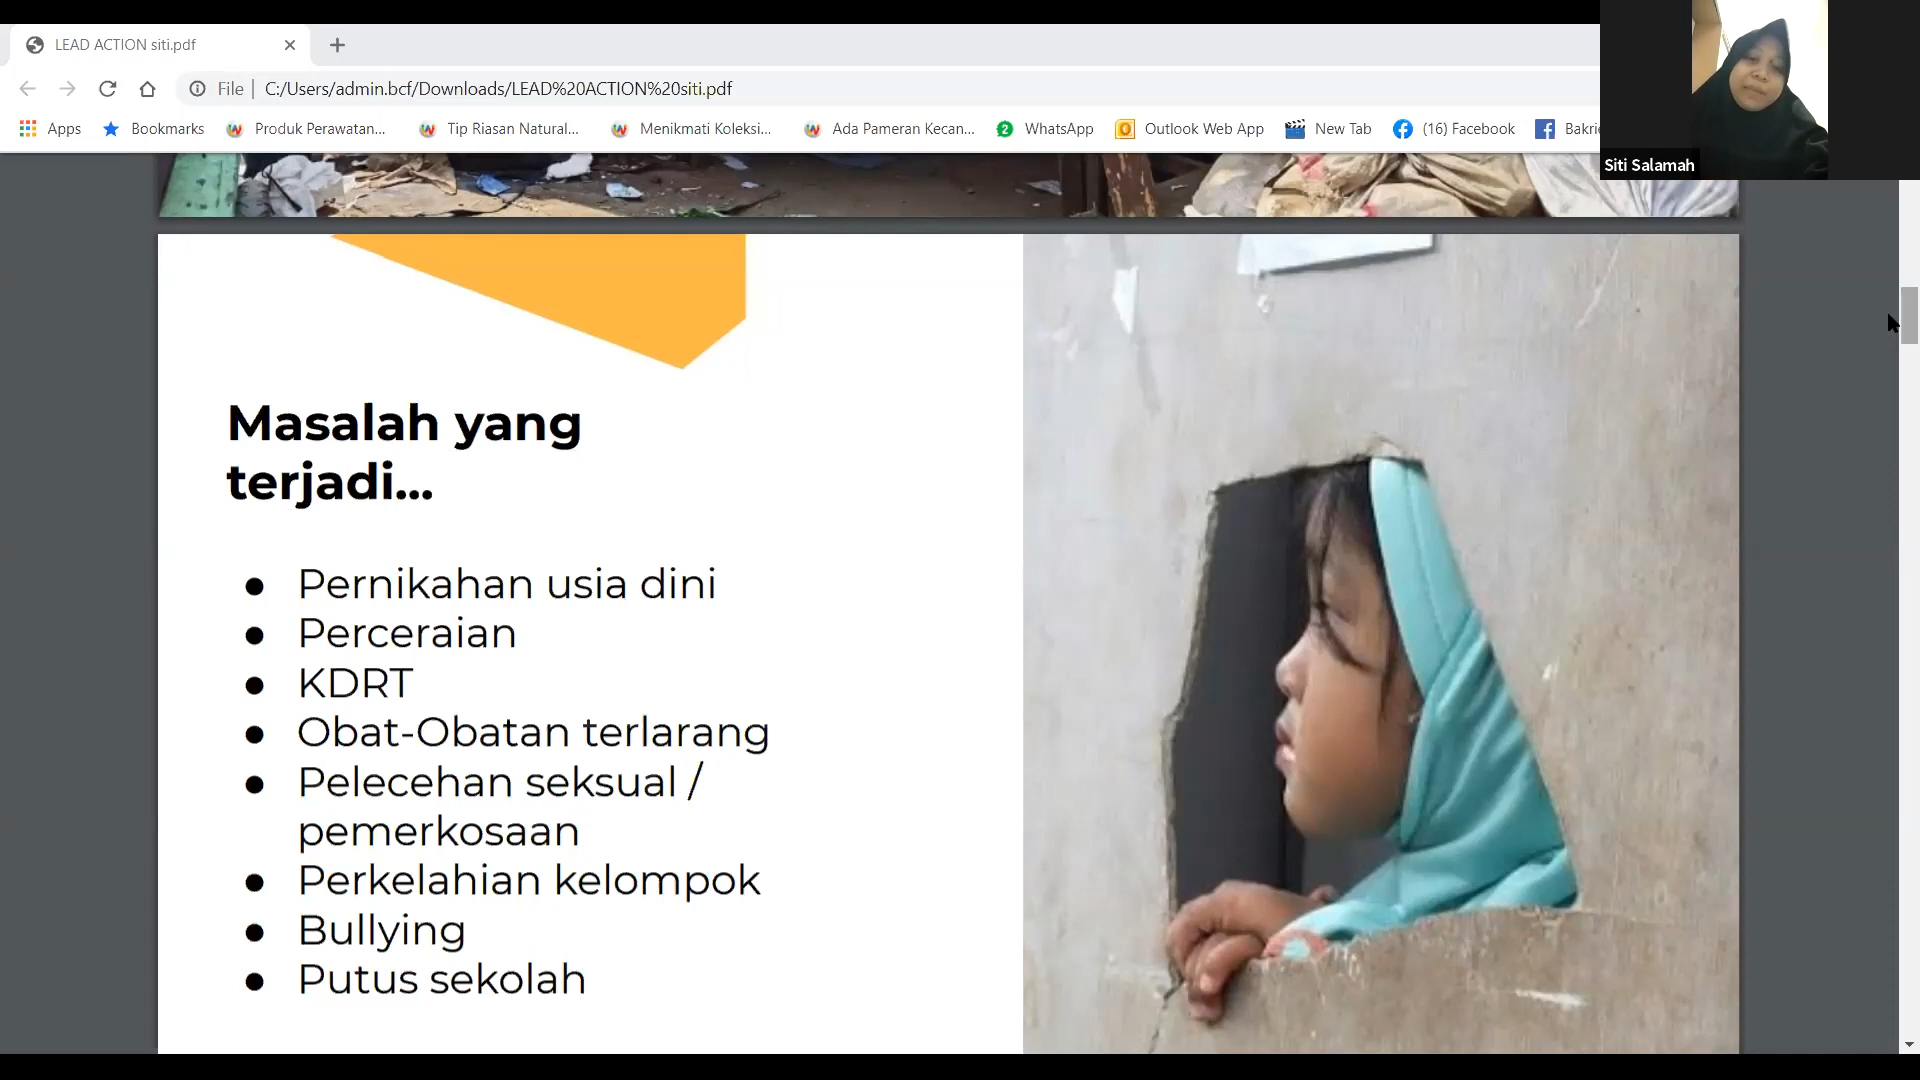 LEAD ACTION siti.pdf
File C:/Users/admin.bcf/Downloads/LEAD%20ACTION%20siti.pdf
Apps Bookmarks Produk Perawatan... Tip Riasan Natural... Menikmati Koleksi... Ada Pameran Kecan... 2 WhatsApp Outlook Web App New Tab (16) Facebook Bakri
Siti Salamah
Masalah yang
terjadi...
● Pernikahan usia dini
● Perceraian
● KDRT
● Obat-Obatan terlarang
● Pelecehan seksual /
pemerkosaan
● Perkelahian kelompok
● Bullying
● Putus sekolah